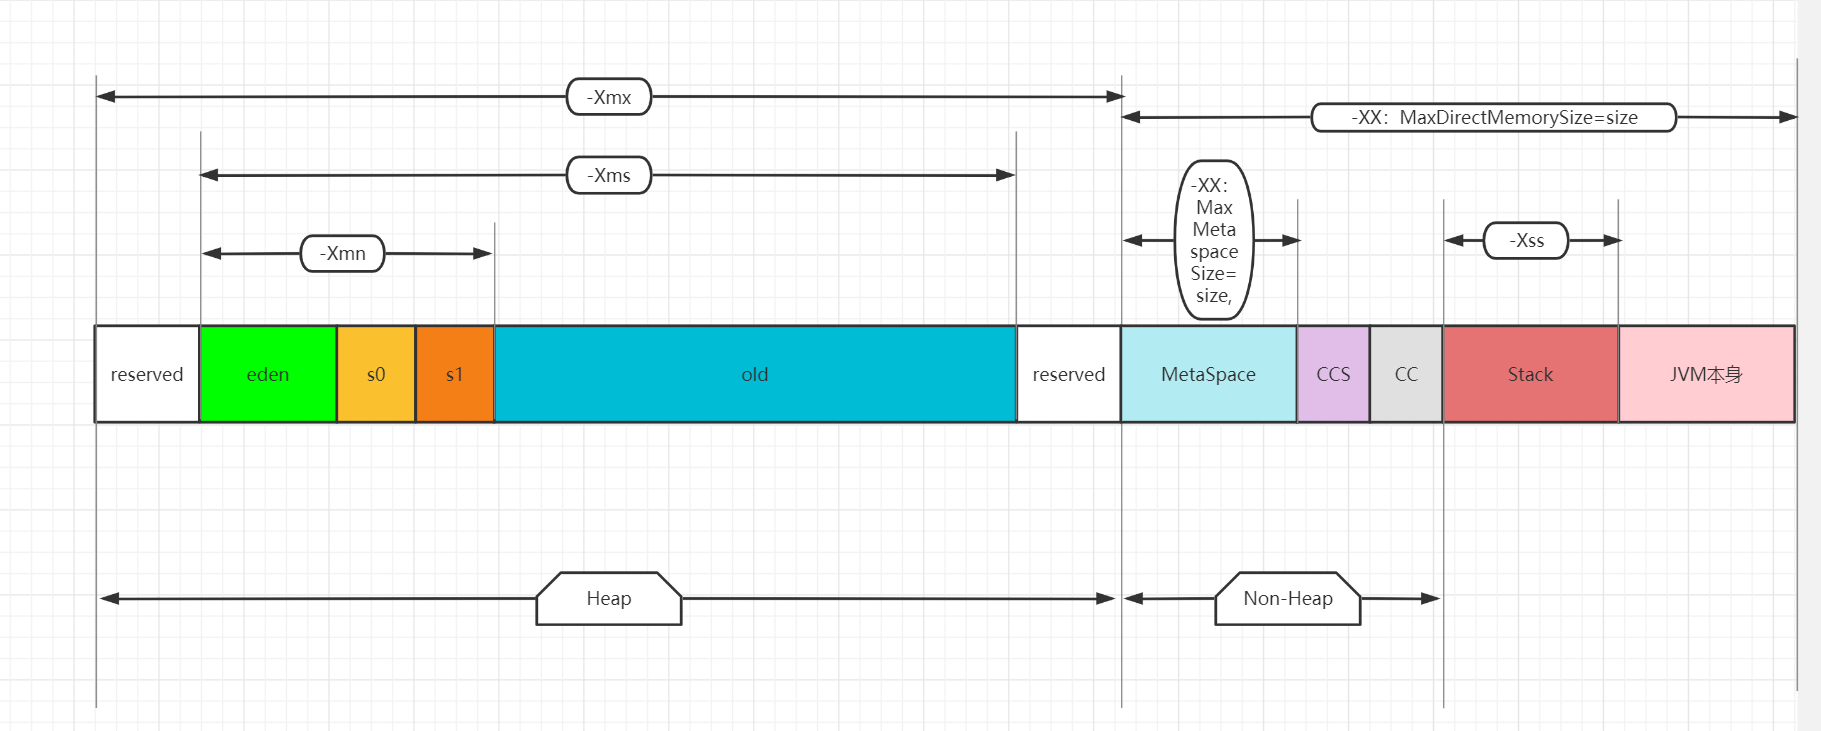 -Xmx
-XX：MaxDirectMemorySize=size
-Xms
-XX：
Max
Meta
space
Size=
size,
-Xmn
-Xss
reserved
eden
s0
s1
old
reserved
MetaSpace
CCS
CC
Stack
JVM本身
Heap
Non-Heap